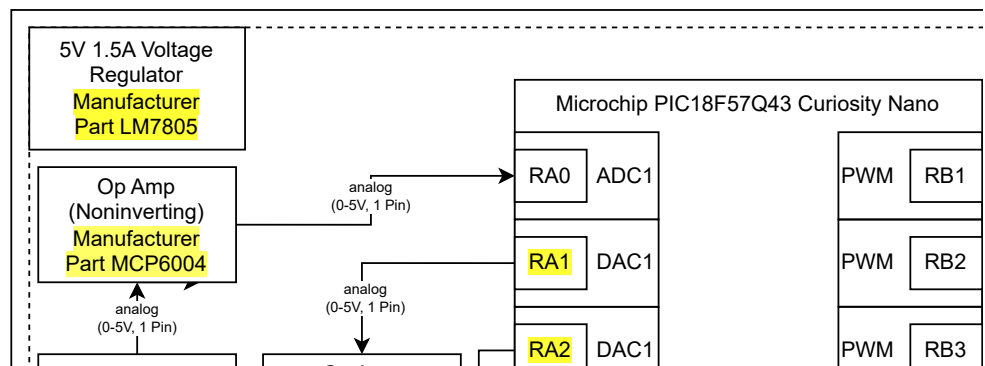 5V 1.5A Voltage
Regulator
Manufacturer
Part LM7805
Microchip PIC18F57Q43 Curiosity Nano
Op Amp
(Noninverting)
Manufacturer
Part MCP6004
analog
(0-5V, 1 Pin)
RA0 ADC1
PWM RB1
RA1 DAC1
PWM RB2
analog
(0-5V, 1 Pin)
analog
(0-5V, 1 Pin)
RA2 DAC1
PWM RB3